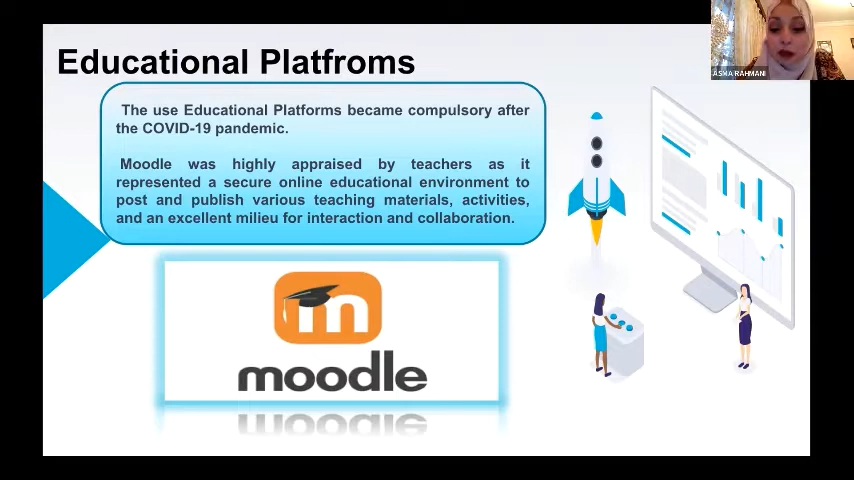 Educational Platfroms
The use Educational Platforms became compulsory after
the COVID-19 pandemic.
Moodle was highly appraised by teachers as it
represented a secure online educational environment to
post and publish various teaching materials, activities,
and an excellent milieu for interaction and collaboration.
m
moodle
ASMA RAHMANI